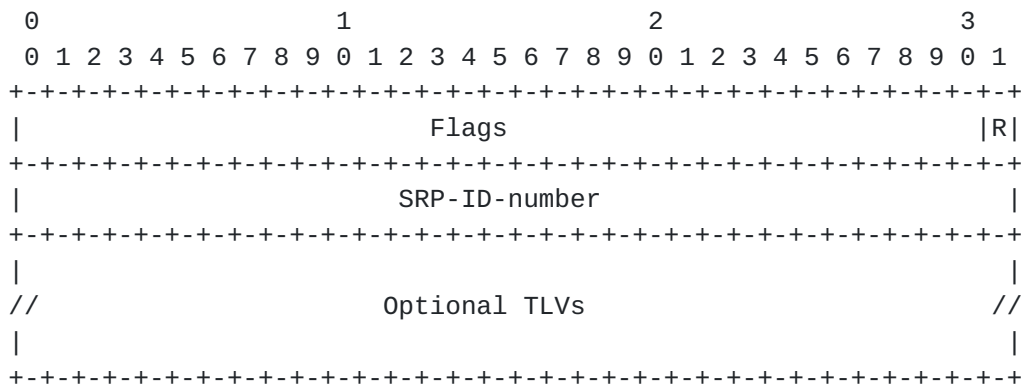 0                   1                   2                   3
 0 1 2 3 4 5 6 7 8 9 0 1 2 3 4 5 6 7 8 9 0 1 2 3 4 5 6 7 8 9 0 1
+-+-+-+-+-+-+-+-+-+-+-+-+-+-+-+-+-+-+-+-+-+-+-+-+-+-+-+-+-+-+-+-+
|                          Flags                              |R|
+-+-+-+-+-+-+-+-+-+-+-+-+-+-+-+-+-+-+-+-+-+-+-+-+-+-+-+-+-+-+-+-+
|                        SRP-ID-number                          |
+-+-+-+-+-+-+-+-+-+-+-+-+-+-+-+-+-+-+-+-+-+-+-+-+-+-+-+-+-+-+-+-+
|                                                               |
//                      Optional TLVs                          //
|                                                               |
+-+-+-+-+-+-+-+-+-+-+-+-+-+-+-+-+-+-+-+-+-+-+-+-+-+-+-+-+-+-+-+-+